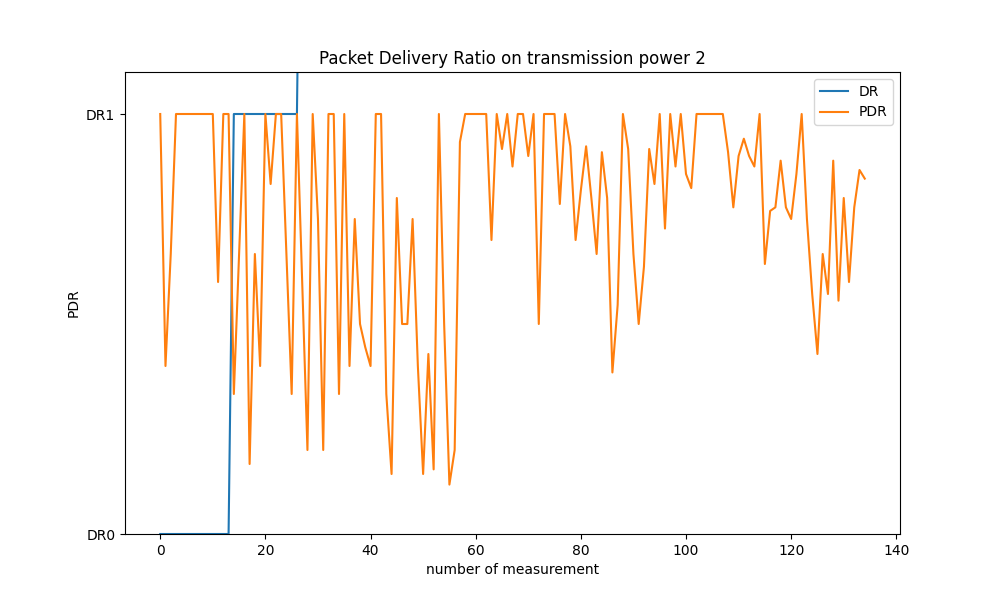 Packet Delivery Ratio on transmission power 2
DR
PDR
DR1
PDR
DR0
0 20 40 60 80 100 120 140
number of measurement